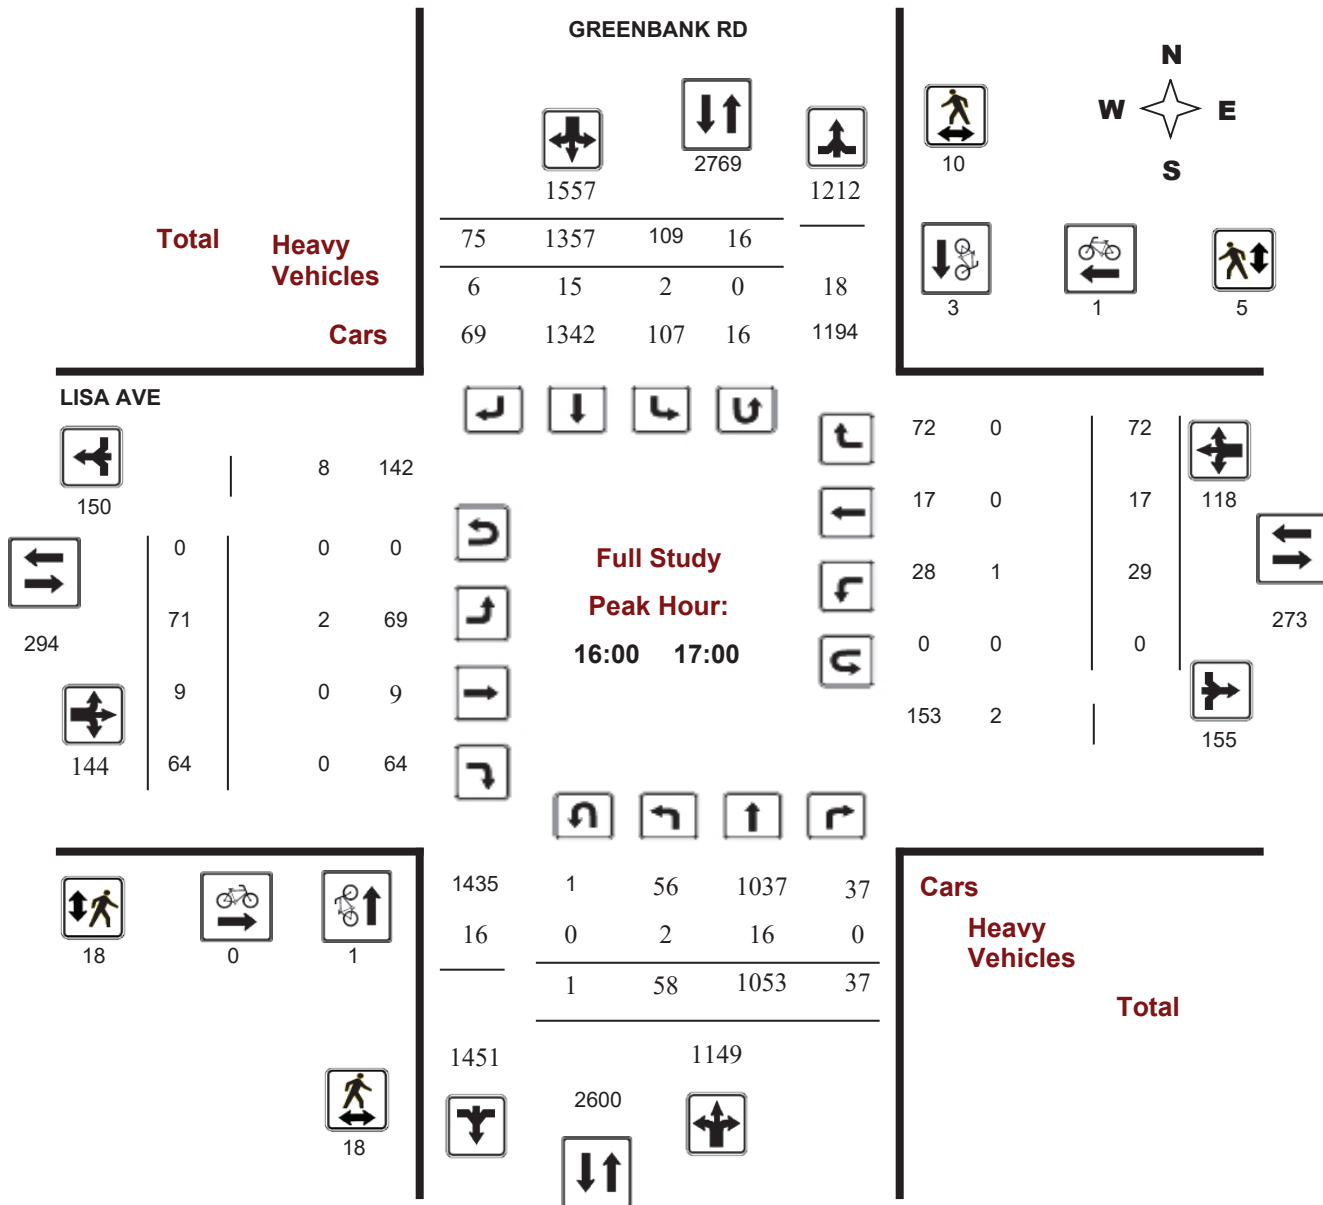 GREENBANK RD
N
W E
S
2769
10
1557 1212
Total Heavy
Vehicles
Cars
75 1357 109 16
6 15 2 0 18
69 1342 107 16 1194
3 1 5
LISA AVE
8 142
150
0 0 0
294
71 2 69
9 0 9
144
64 0 64
Full Study
Peak Hour:
16:00 17:00
72 0 72
118
17 0 17
28 1 29
273
0 0 0
153 2
155
18 0 1
18
1435 1 56 1037 37
16 0 2 16 0
1 58 1053 37
1451 1149
2600
Cars
Heavy
Vehicles
Total